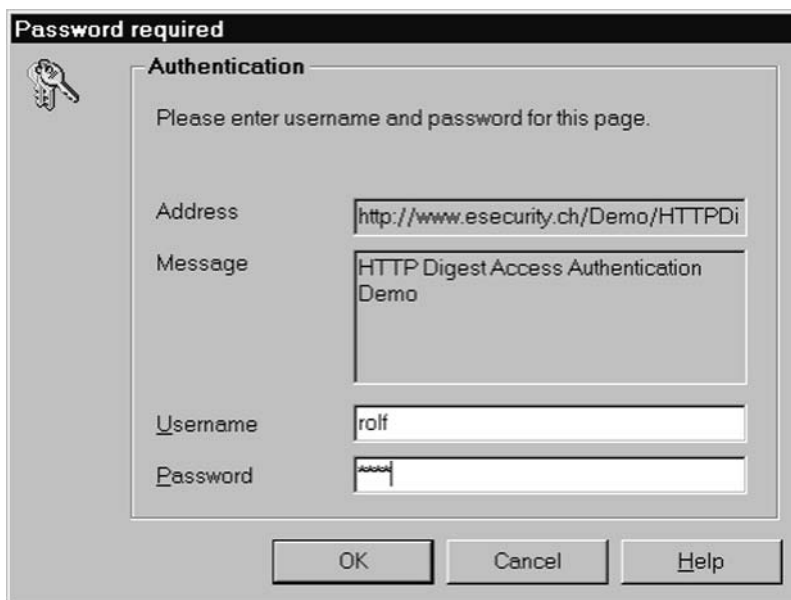 Password required
Authentication
Please enter username and password for this page.
Address
http://www.esecurity.ch/Demo/HTTPDi
Message
HTTP Digest Access Authentication
Demo
Username
rolf
Password
****
OK Cancel Help